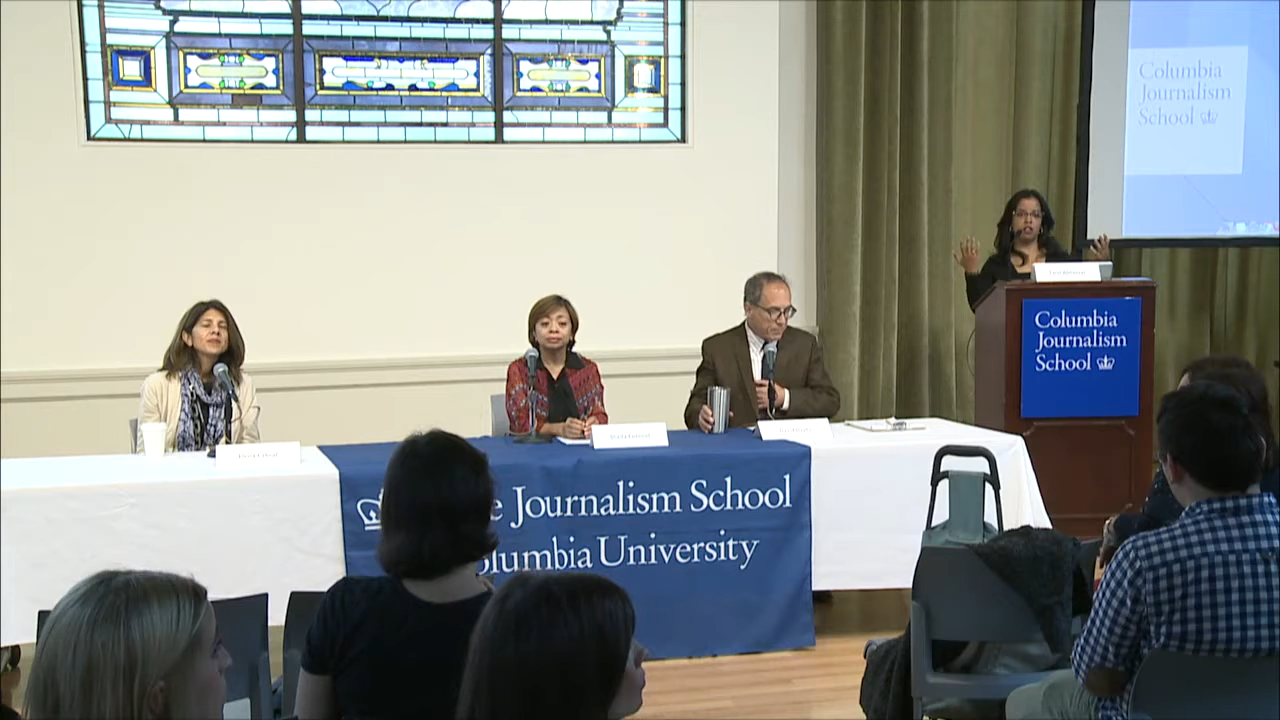 Columbia
Journalism
School
Columbia
Journalism
School
e Journalism School
olumbia University